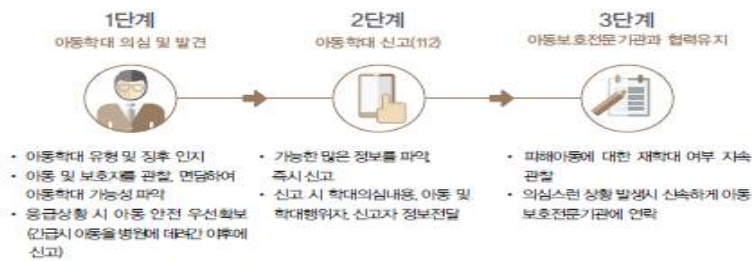 1단계
아동학대 의심 및 발견
2단계
아동학대 신고(112)
3단계
아동보호전문기관과 협력유지
• 아동학대 유형 및 징후 인지
• 아동 및 보호자를 관찰, 면담하여
아동학대 가능성 파악
• 응급상황 시 아동 안전 우선확보
(긴급시 아동을 병원에 데려간 이후에
신고)
• 가능한 많은 정보를 파악,
즉시 신고
• 신고 시, 학대의심내용, 아동 및
학대행위자, 신고자 정보전달
• 피해아동에 대한 재학대 여부 지속
관찰
• 의심스런 상황 발생시 신속하게 아동
보호전문기관에 연락